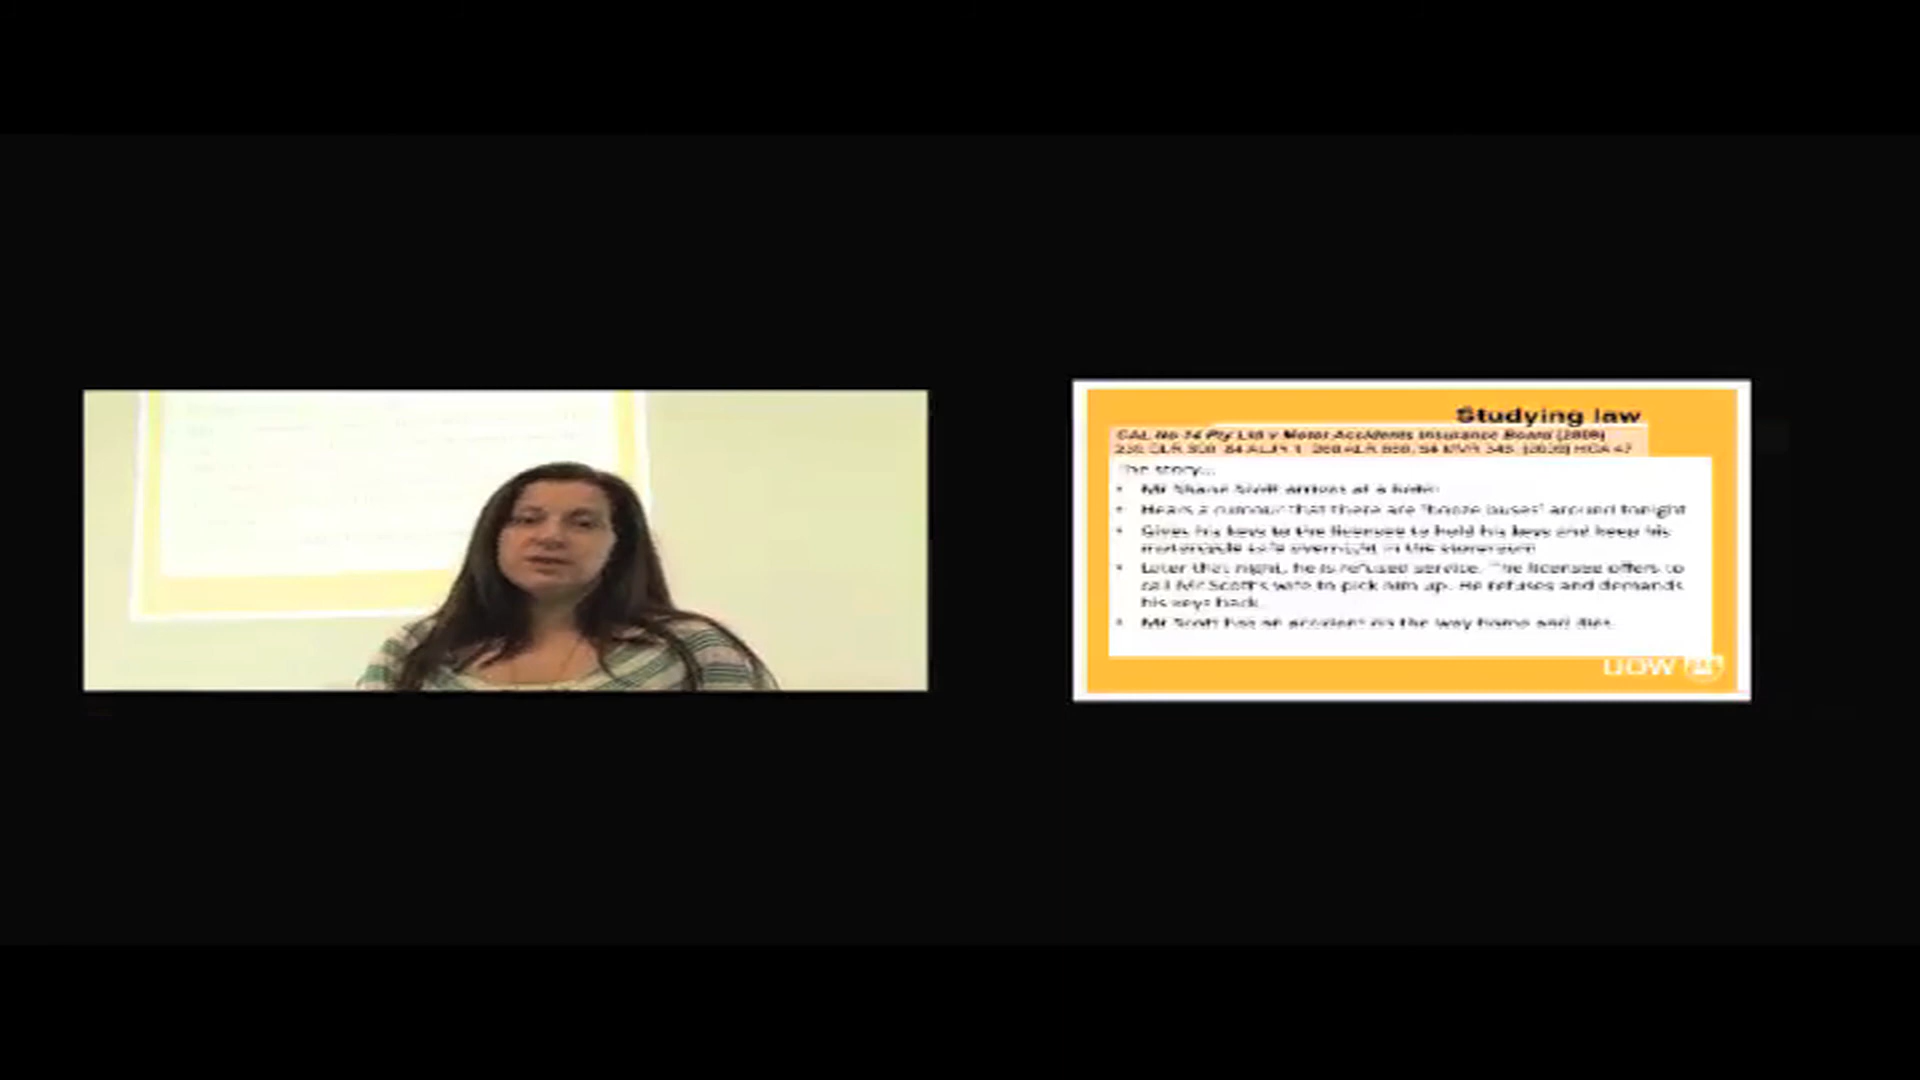 Studying law
CAL No 14 Pty Ltd v Motor Accidents Insurance Board (2009)
The story...
• Mr Shane Scott arrives at a hotel
• Hears a rumour that there are 'booze buses' around tonight
• Gives his keys to the licensee to hold his keys and keep his
motorcycle safe overnight in the storeroom
• Later that night, he is refused service. The licensee offers to
call Mr Scott's wife to pick him up. He refuses and demands
his keys back.
• Mr Scott has an accident on the way home and dies.
UOW